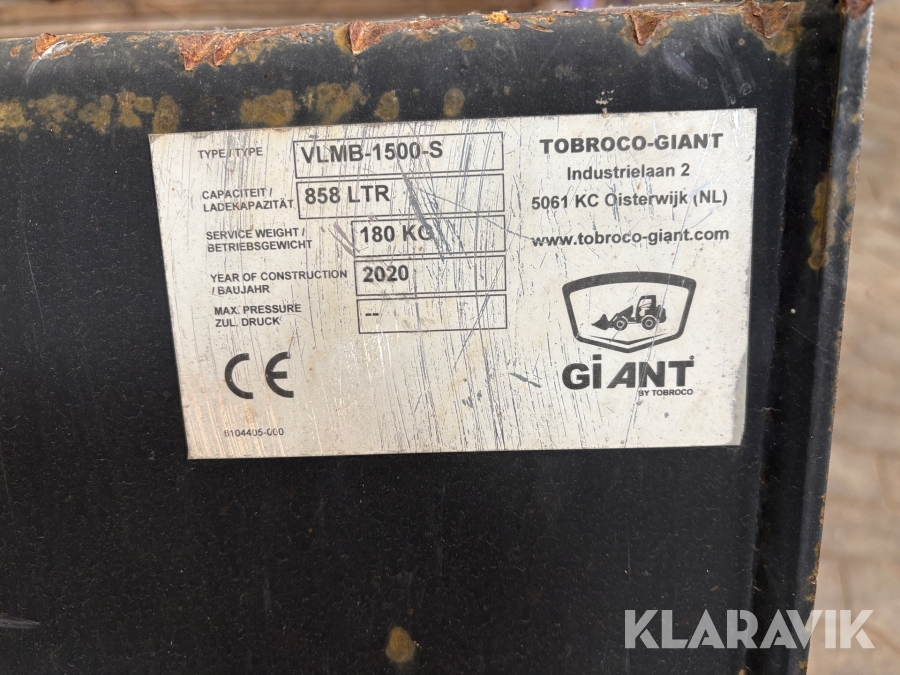 TYPE / TYPE VLMB-1500-S
CAPACITEIT / LADEKAPAZITÄT 858 LTR
SERVICE WEIGHT / BETRIEBSGEWICHT 180 KG
YEAR OF CONSTRUCTION / BAUJAHR 2020
MAX. PRESSURE ZUL. DRUCK --
CE
8104405-000
TOBROCO-GIANT
Industrielaan 2
5061 KC Oisterwijk (NL)
www.tobroco-giant.com
GiANT
BY TOBROCO
KLARAVIK